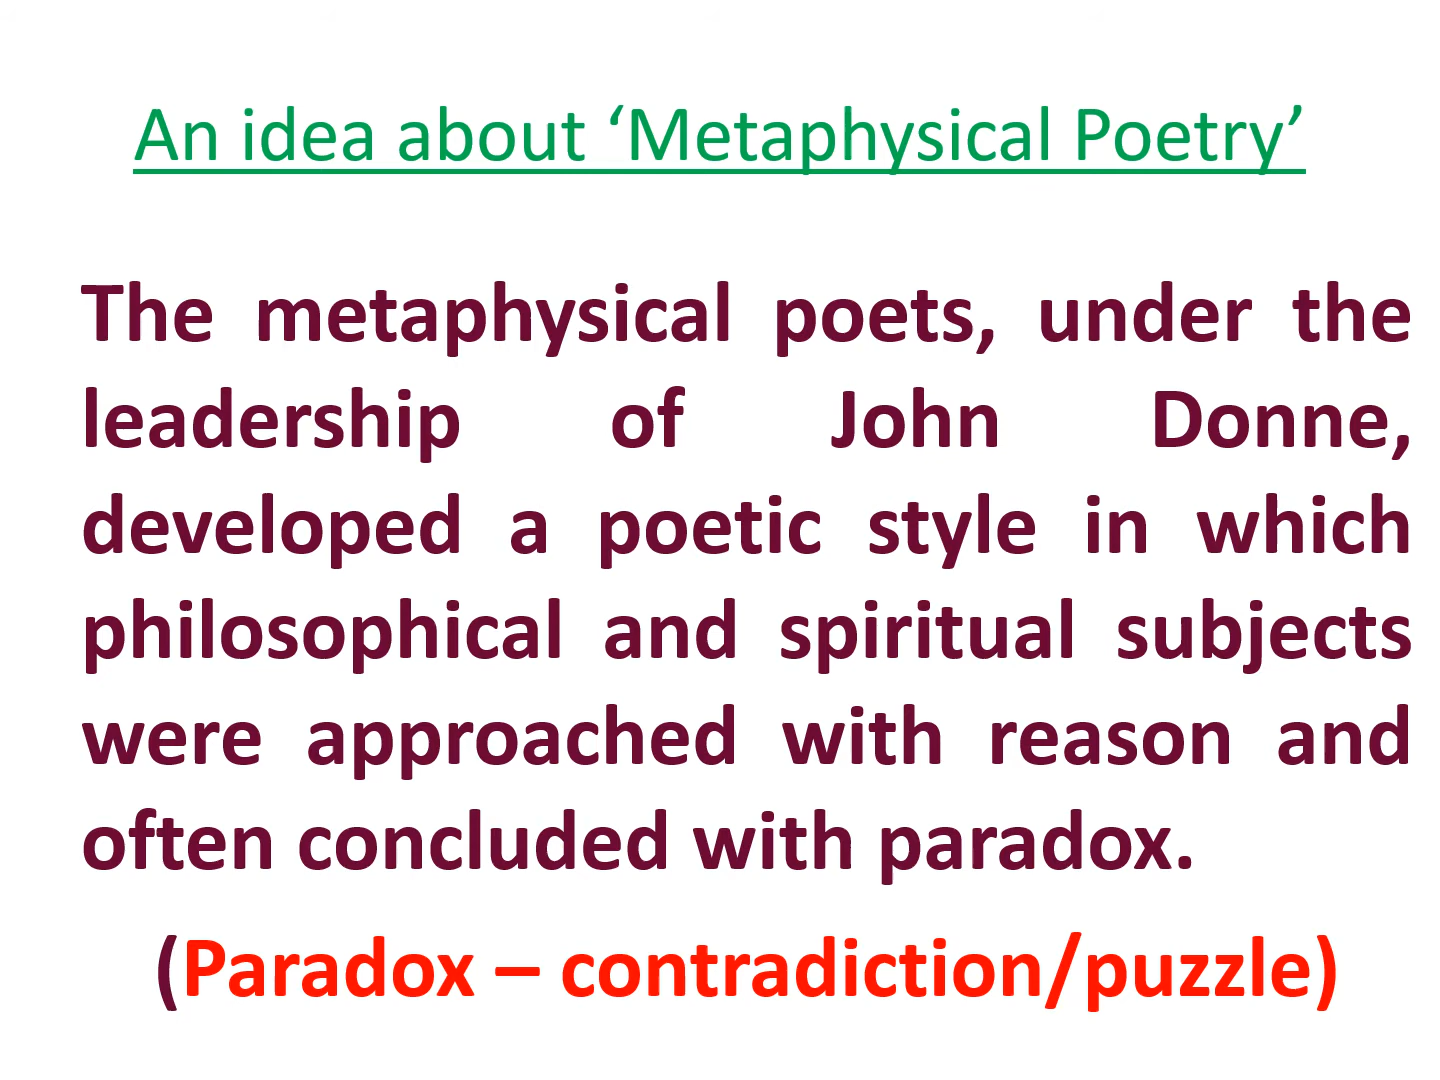 An idea about ‘Metaphysical Poetry’
The metaphysical poets, under the
leadership of John Donne,
developed a poetic style in which
philosophical and spiritual subjects
were approached with reason and
often concluded with paradox.
(Paradox – contradiction/puzzle)